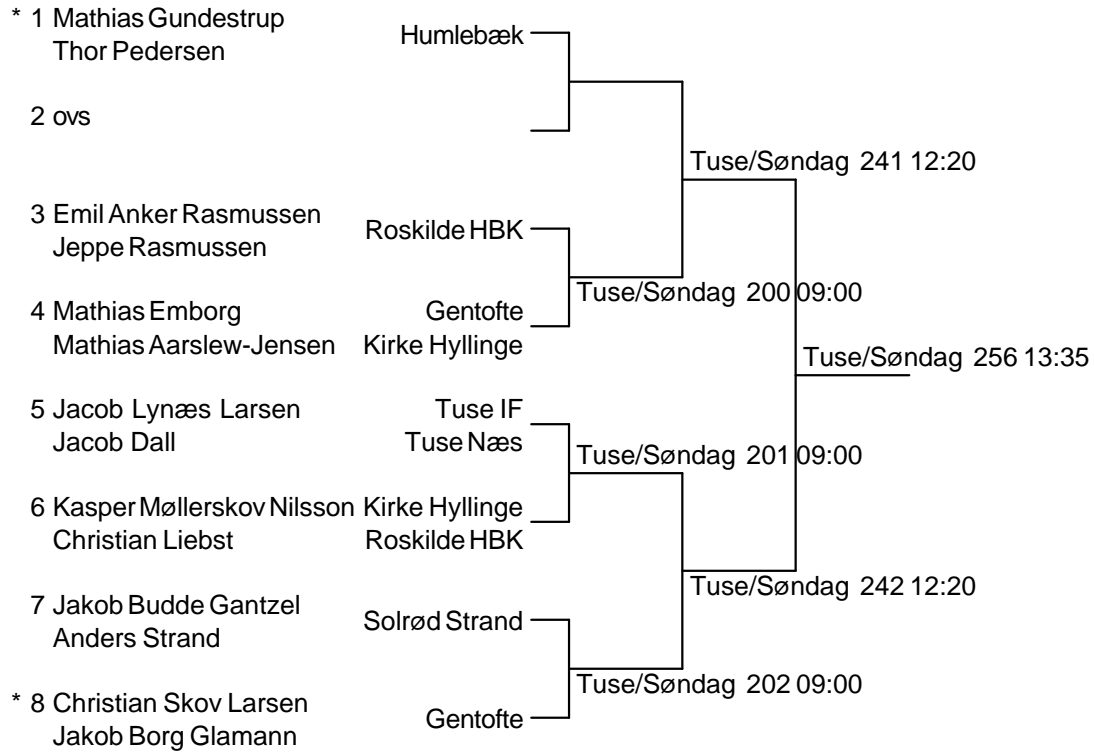 * 1 Mathias Gundestrup Humlebæk
Thor Pedersen
2 ovs
Tuse/Søndag 241 12:20
3 Emil Anker Rasmussen Roskilde HBK
Jeppe Rasmussen
Tuse/Søndag 200 09:00
4 Mathias Emborg Gentofte
Mathias Aarslew-Jensen Kirke Hyllinge
Tuse/Søndag 256 13:35
5 Jacob Lynæs Larsen Tuse IF
Jacob Dall Tuse Næs
Tuse/Søndag 201 09:00
6 Kasper Møllerskov Nilsson Kirke Hyllinge
Christian Liebst Roskilde HBK
Tuse/Søndag 242 12:20
7 Jakob Budde Gantzel Solrød Strand
Anders Strand
Tuse/Søndag 202 09:00
* 8 Christian Skov Larsen Gentofte
Jakob Borg Glamann